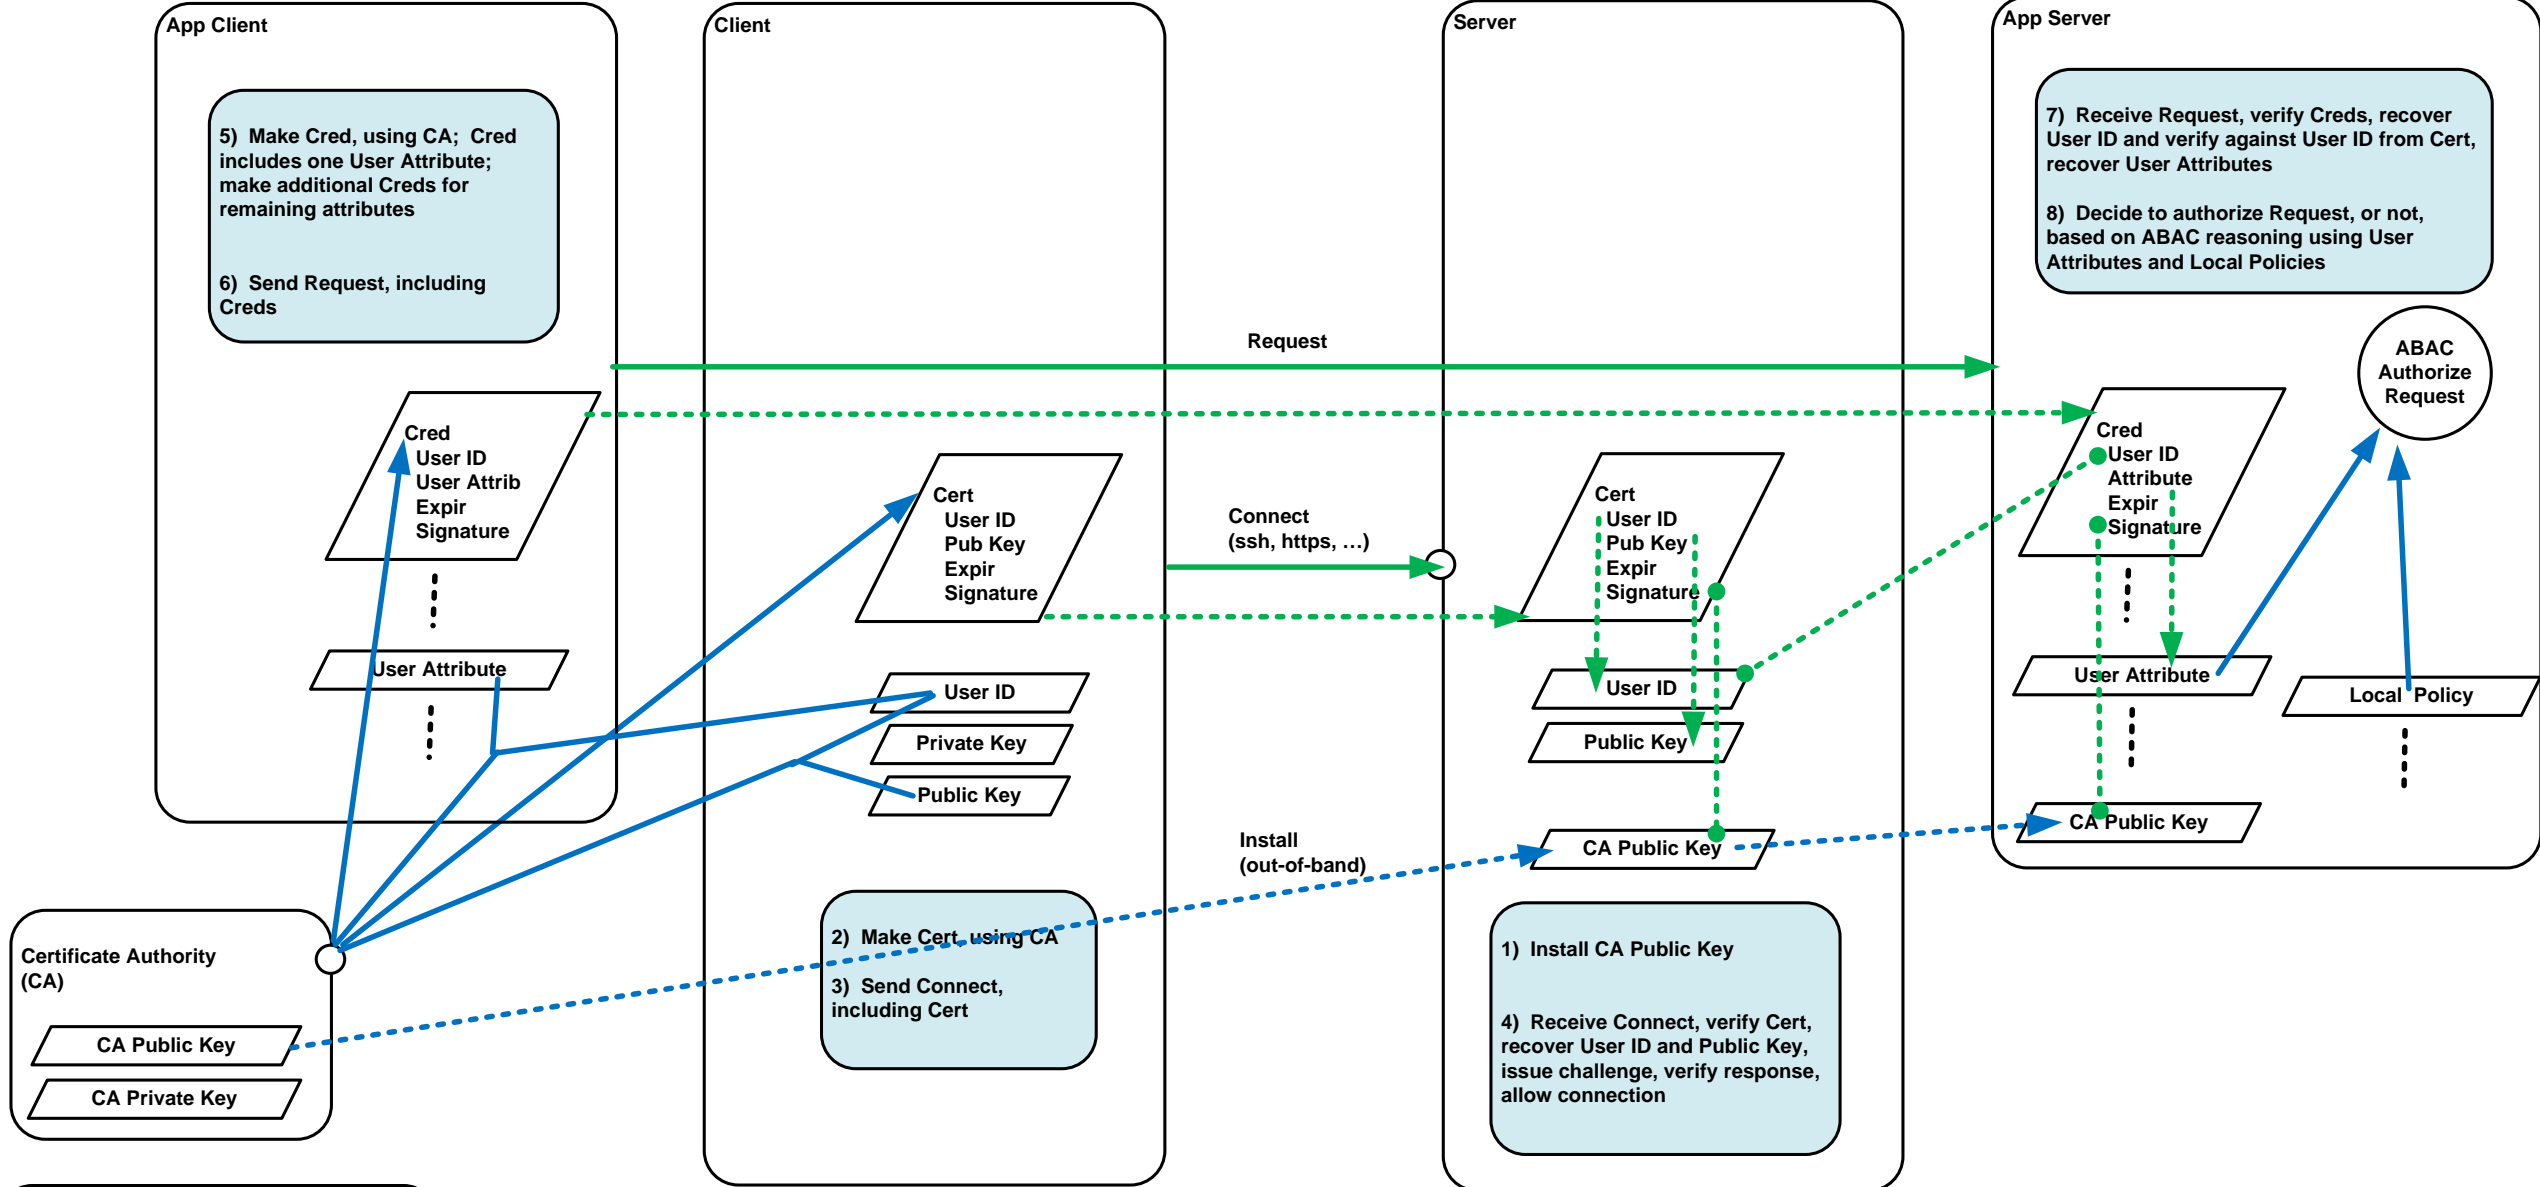 App Client
5)  Make Cred, using CA;  Cred
includes one User Attribute;
make additional Creds for
remaining attributes
6)  Send Request, including
Creds
Cred
User ID
User Attrib
Expir
Signature
User Attribute
Certificate Authority
(CA)
CA Public Key
CA Private Key
Client
Cert
User ID
Pub Key
Expir
Signature
User ID
Private Key
Public Key
2)  Make Cert, using CA
3)  Send Connect,
including Cert
Request
Connect
(ssh, https, …)
Install
(out-of-band)
Server
Cert
User ID
Pub Key
Expir
Signature
User ID
Public Key
CA Public Key
1)  Install CA Public Key
4)  Receive Connect, verify Cert,
recover User ID and Public Key,
issue challenge, verify response,
allow connection
App Server
7)  Receive Request, verify Creds, recover
User ID and verify against User ID from Cert,
recover User Attributes
8)  Decide to authorize Request, or not,
based on ABAC reasoning using User
Attributes and Local Policies
ABAC
Authorize
Request
Cred
User ID
Attribute
Expir
Signature
User Attribute
Local  Policy
CA Public Key